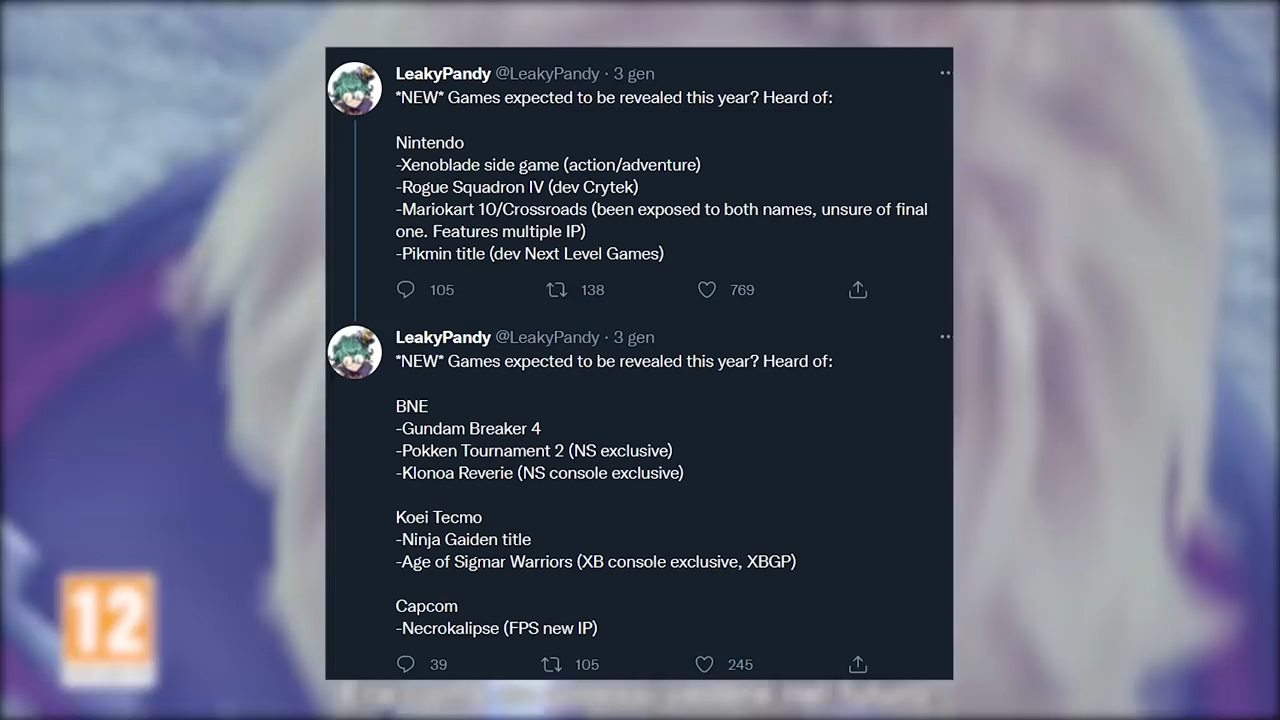 LeakyPandy @LeakyPandy · 3 gen
*NEW* Games expected to be revealed this year? Heard of:
Nintendo
-Xenoblade side game (action/adventure)
-Rogue Squadron IV (dev Crytek)
-Mariokart 10/Crossroads (been exposed to both names, unsure of final
one. Features multiple IP)
-Pikmin title (dev Next Level Games)
105 138 769
LeakyPandy @LeakyPandy · 3 gen
*NEW* Games expected to be revealed this year? Heard of:
BNE
-Gundam Breaker 4
-Pokken Tournament 2 (NS exclusive)
-Klonoa Reverie (NS console exclusive)
Koei Tecmo
-Ninja Gaiden title
-Age of Sigmar Warriors (XB console exclusive, XBGP)
Capcom
-Necrokalipse (FPS new IP)
39 105 245
12